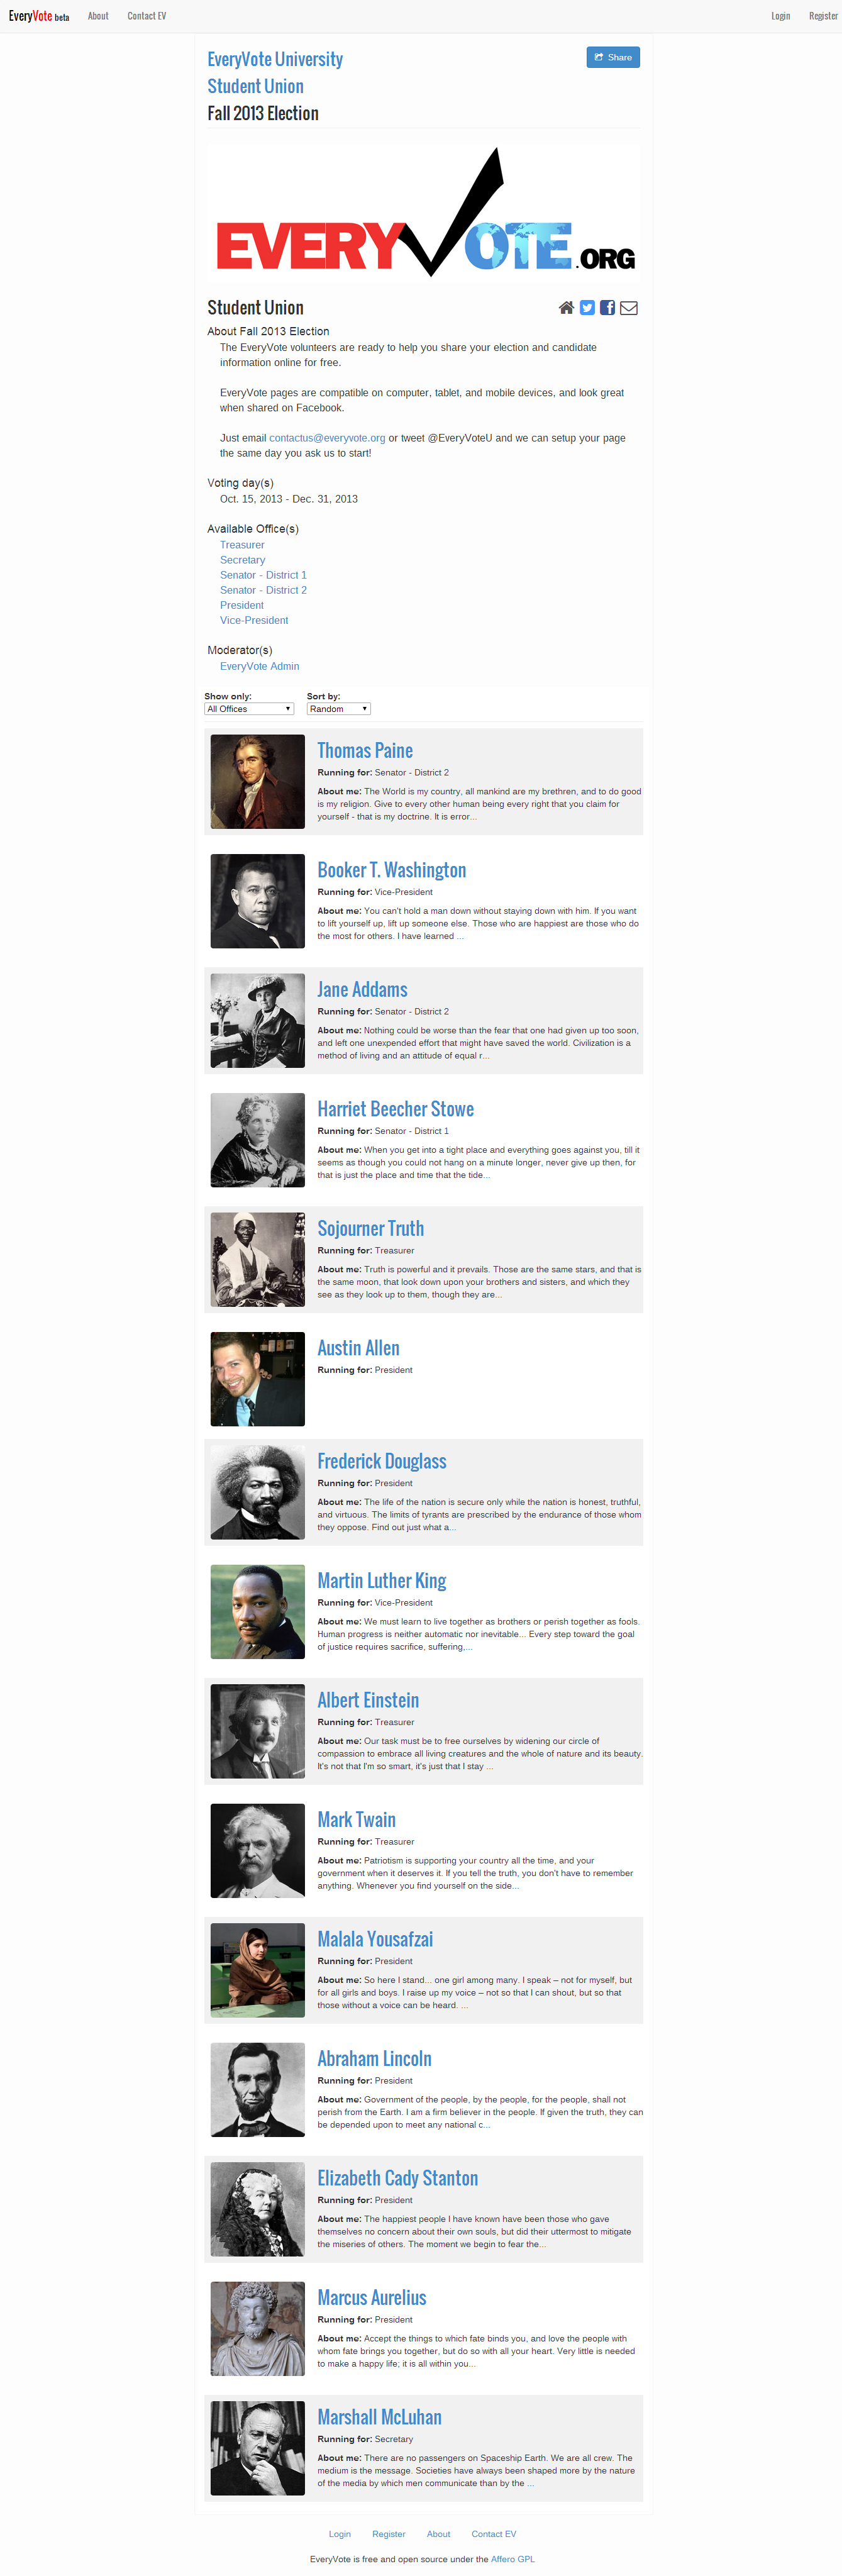 EveryVote beta About Contact EV Login Register
EveryVote University
Share
Student Union
Fall 2013 Election
EVERYVOTE.ORG
Student Union
About Fall 2013 Election
The EveryVote volunteers are ready to help you share your election and candidate
information online for free.
EveryVote pages are compatible on computer, tablet, and mobile devices, and look great
when shared on Facebook.
Just email contactus@everyvote.org or tweet @EveryVoteU and we can setup your page
the same day you ask us to start!
Voting day(s)
Oct. 15, 2013 - Dec. 31, 2013
Available Office(s)
Treasurer
Secretary
Senator - District 1
Senator - District 2
President
Vice-President
Moderator(s)
EveryVote Admin
Show only: Sort by:
All Offices Random
Thomas Paine
Running for: Senator - District 2
About me: The World is my country, all mankind are my brethren, and to do good
is my religion. Give to every other human being every right that you claim for
yourself - that is my doctrine. It is error...
Booker T. Washington
Running for: Vice-President
About me: You can't hold a man down without staying down with him. If you want
to lift yourself up, lift up someone else. Those who are happiest are those who do
the most for others. I have learned ...
Jane Addams
Running for: Senator - District 2
About me: Nothing could be worse than the fear that one had given up too soon,
and left one unexpended effort that might have saved the world. Civilization is a
method of living and an attitude of equal r...
Harriet Beecher Stowe
Running for: Senator - District 1
About me: When you get into a tight place and everything goes against you, till it
seems as though you could not hang on a minute longer, never give up then, for
that is just the place and time that the tide...
Sojourner Truth
Running for: Treasurer
About me: Truth is powerful and it prevails. Those are the same stars, and that is
the same moon, that look down upon your brothers and sisters, and which they
see as they look up to them, though they are...
Austin Allen
Running for: President
Frederick Douglass
Running for: President
About me: The life of the nation is secure only while the nation is honest, truthful,
and virtuous. The limits of tyrants are prescribed by the endurance of those whom
they oppose. Find out just what a...
Martin Luther King
Running for: Vice-President
About me: We must learn to live together as brothers or perish together as fools.
Human progress is neither automatic nor inevitable... Every step toward the goal
of justice requires sacrifice, suffering,...
Albert Einstein
Running for: Treasurer
About me: Our task must be to free ourselves by widening our circle of
compassion to embrace all living creatures and the whole of nature and its beauty.
It's not that I'm so smart, it's just that I stay ...
Mark Twain
Running for: Treasurer
About me: Patriotism is supporting your country all the time, and your
government when it deserves it. If you tell the truth, you don't have to remember
anything. Whenever you find yourself on the side...
Malala Yousafzai
Running for: President
About me: So here I stand... one girl among many. I speak – not for myself, but
for all girls and boys. I raise up my voice – not so that I can shout, but so that
those without a voice can be heard. ...
Abraham Lincoln
Running for: President
About me: Government of the people, by the people, for the people, shall not
perish from the Earth. I am a firm believer in the people. If given the truth, they can
be depended upon to meet any national c...
Elizabeth Cady Stanton
Running for: President
About me: The happiest people I have known have been those who gave
themselves no concern about their own souls, but did their uttermost to mitigate
the miseries of others. The moment we begin to fear the...
Marcus Aurelius
Running for: President
About me: Accept the things to which fate binds you, and love the people with
whom fate brings you together, but do so with all your heart. Very little is needed
to make a happy life; it is all within you...
Marshall McLuhan
Running for: Secretary
About me: There are no passengers on Spaceship Earth. We are all crew. The
medium is the message. Societies have always been shaped more by the nature
of the media by which men communicate than by the ...
Login Register About Contact EV
EveryVote is free and open source under the Affero GPL